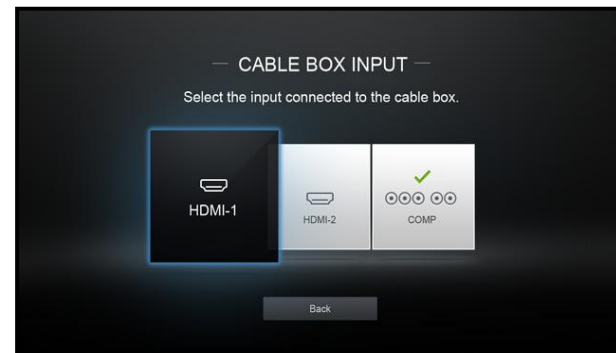 CABLE BOX INPUT
Select the input connected to the cable box.
HDMI-1
HDMI-2
COMP
Back